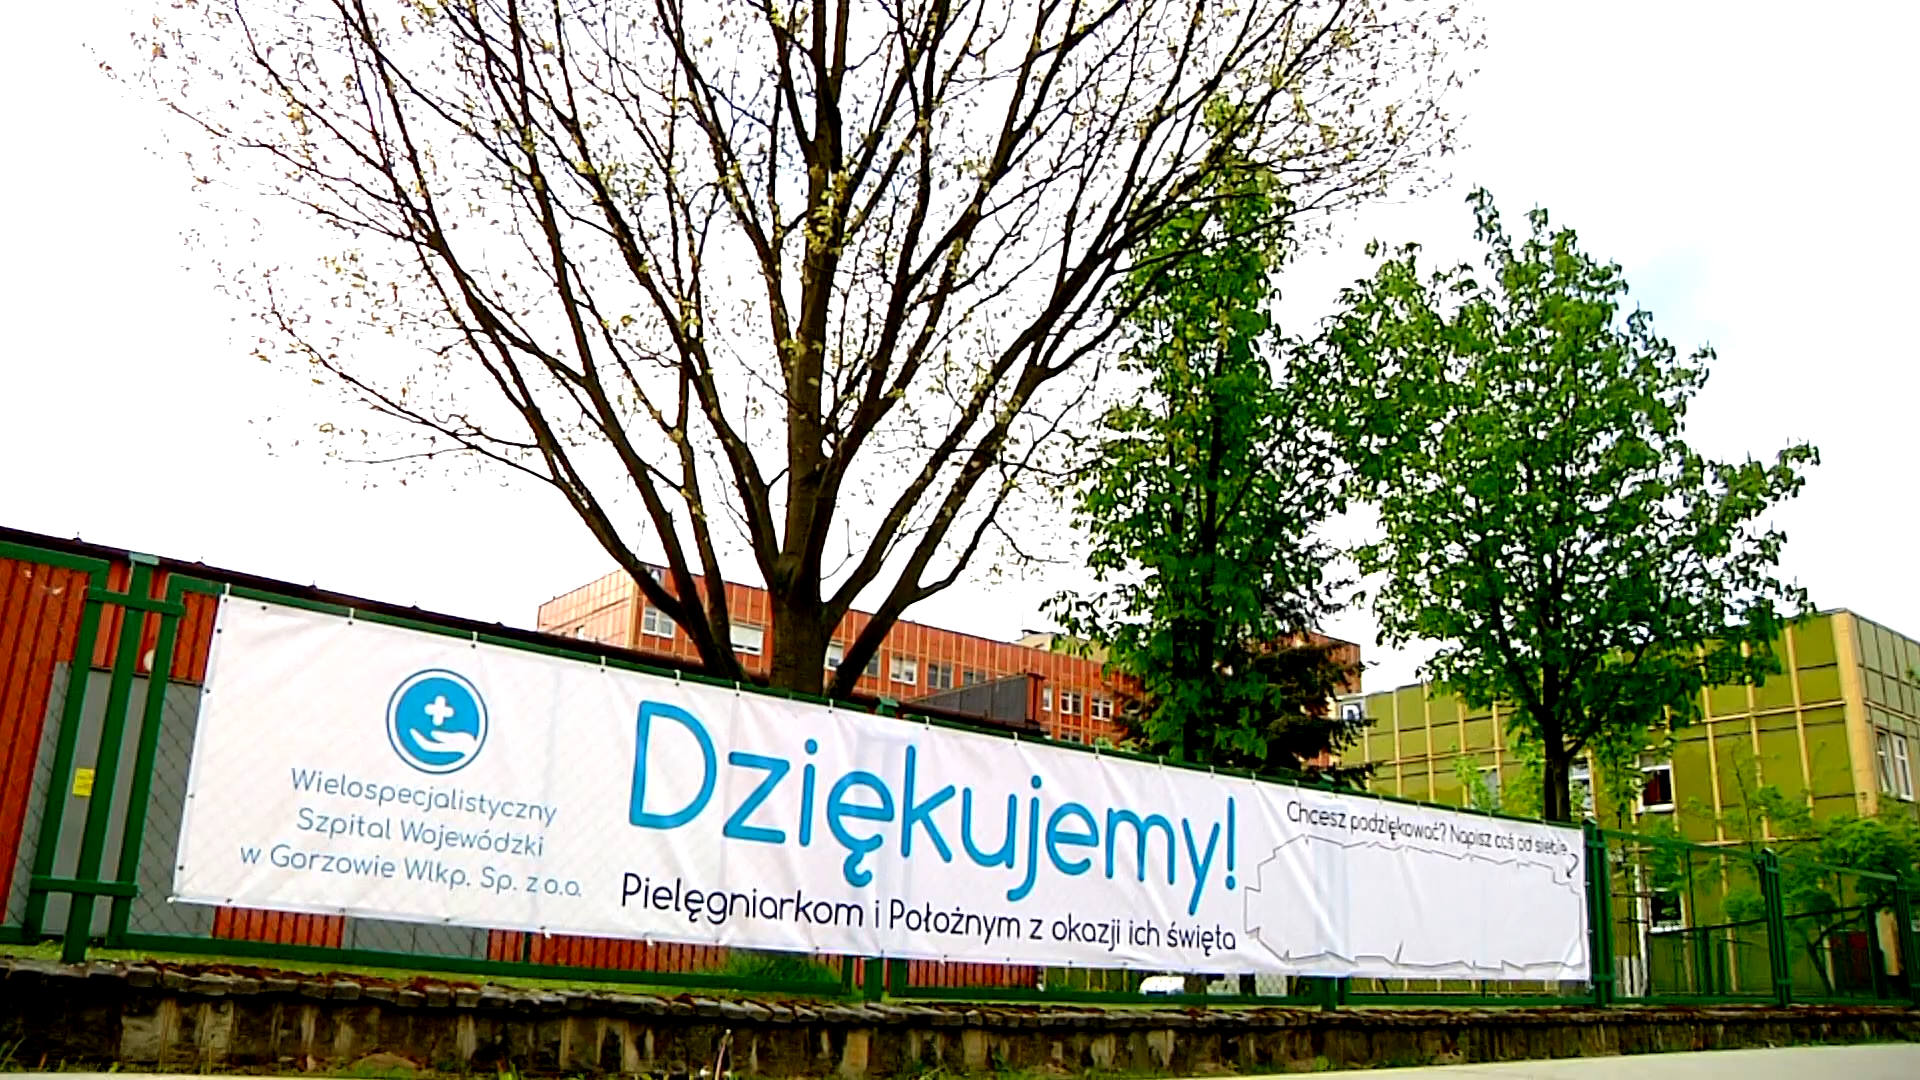 Wielospecjalistyczny
Szpital Wojewódzki
w Gorzowie Wlkp. Sp. z o.o.
Dziękujemy!
Pielęgniarkom i Położnym z okazji ich święta
Chcesz podziękować? Napisz coś od siebie